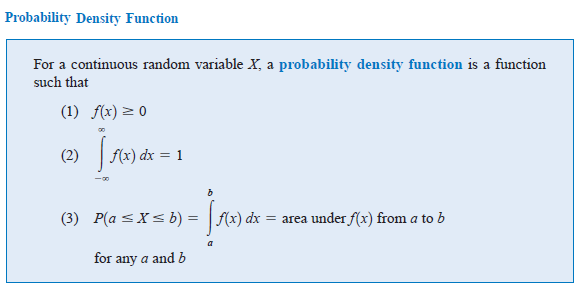 Probability Density Function
For a continuous random variable X, a probability density function is a function
such that
(1) f(x) ≥ 0
(2) ∫_{-∞}^{∞} f(x) dx = 1
(3) P(a ≤ X ≤ b) = ∫_{a}^{b} f(x) dx = area under f(x) from a to b
for any a and b